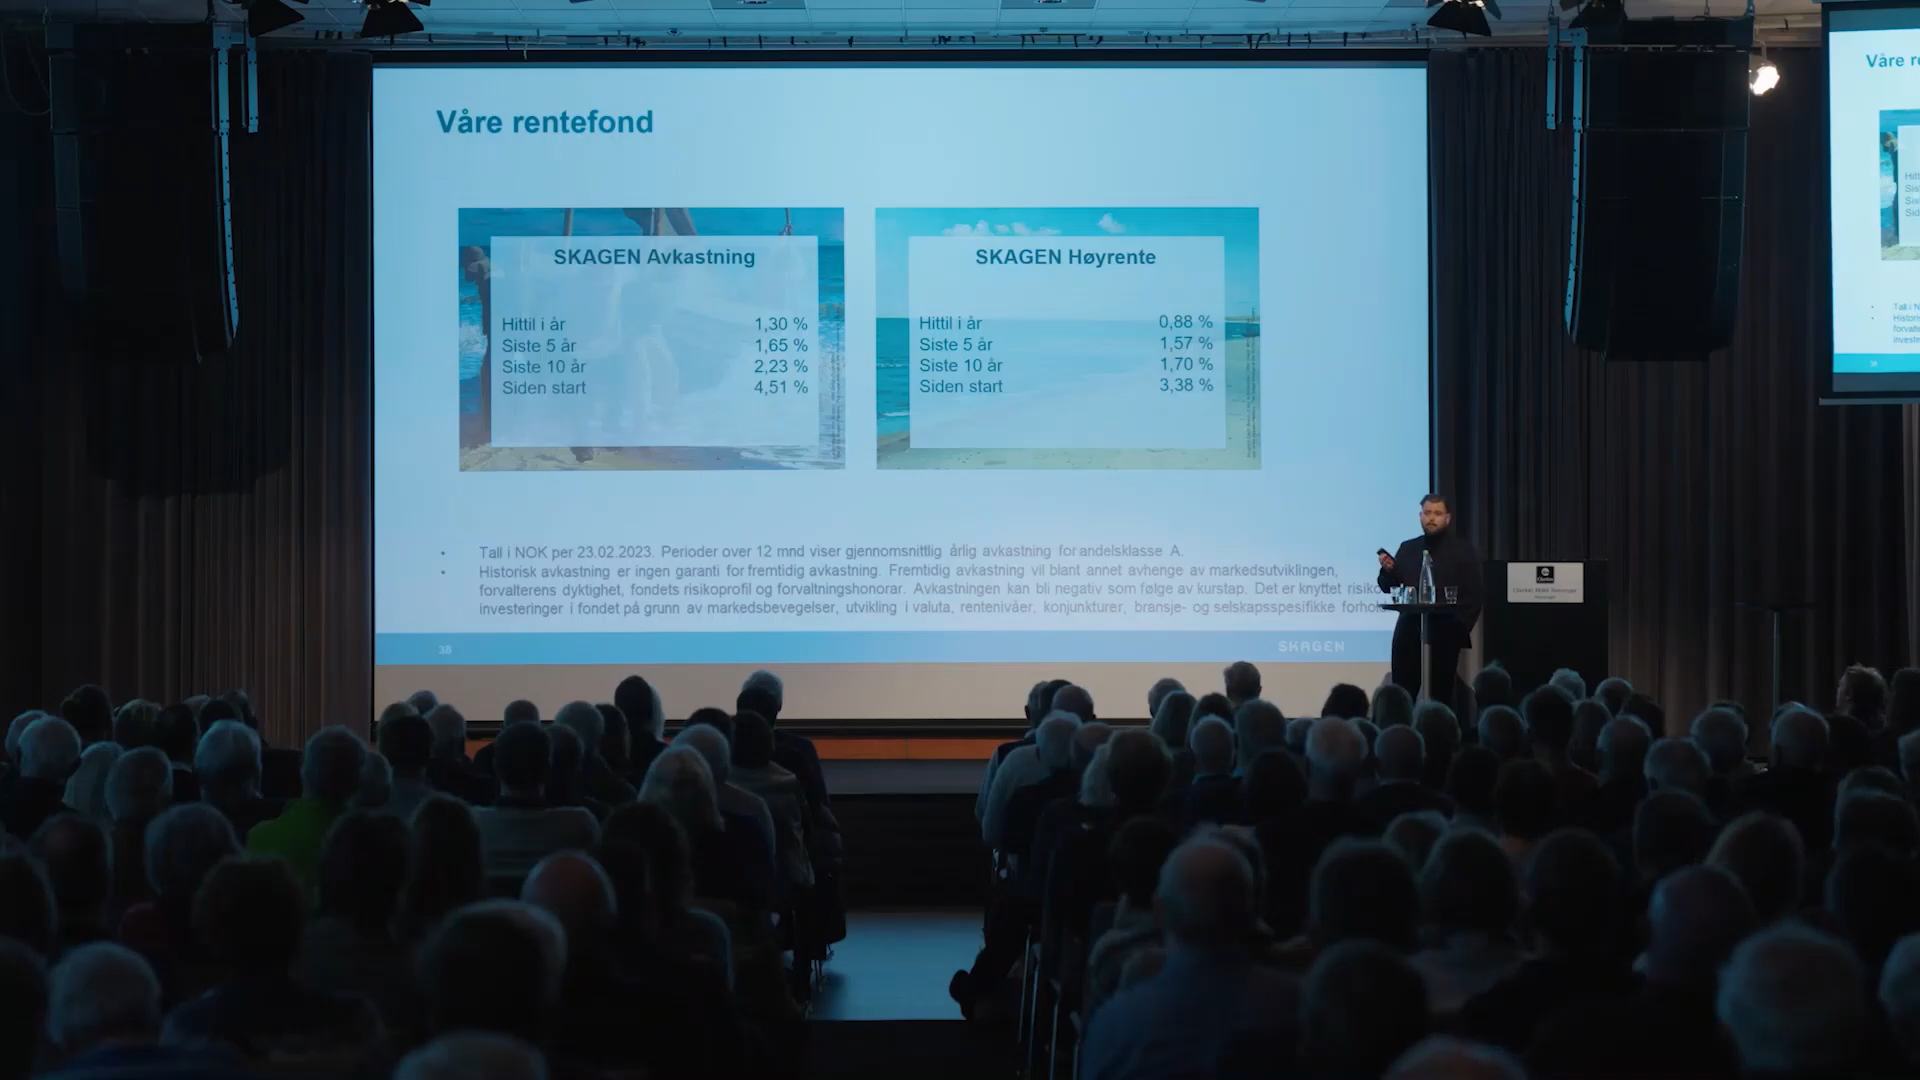 Våre rentefond
SKAGEN Avkastning
Hittil i år 1,30 %
Siste 5 år 1,65 %
Siste 10 år 2,23 %
Siden start 4,51 %
SKAGEN Høyrente
Hittil i år 0,88 %
Siste 5 år 1,57 %
Siste 10 år 1,70 %
Siden start 3,38 %
• Tall i NOK per 23.02.2023. Perioder over 12 mnd viser gjennomsnittlig årlig avkastning for andelsklasse A.
• Historisk avkastning er ingen garanti for fremtidig avkastning. Fremtidig avkastning vil blant annet avhenge av markedsutviklingen,
forvalterens dyktighet, fondets risikoprofil og forvaltningshonorar. Avkastningen kan bli negativ som følge av kurstap. Det er knyttet risiko
investeringer i fondet på grunn av markedsbevegelser, utvikling i valuta, rentenivåer, konjunkturer, bransje- og selskapsspesifikke
38
SKAGEN
Våre
Tall i
38